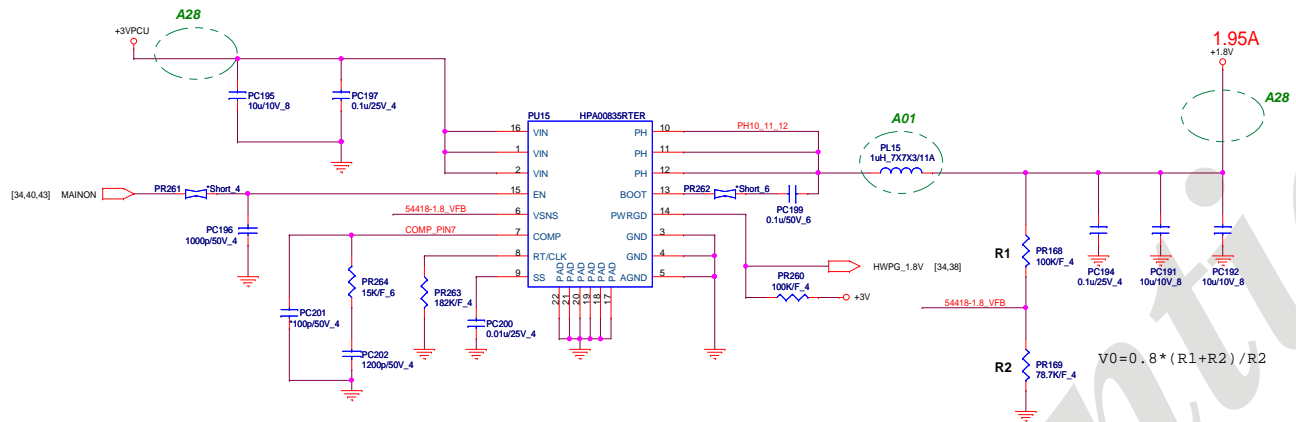 A28
+3VPCU
1.95A
+1.8V
A28
PC195
10u/10V_8
PC197
0.1u/25V_4
PU15
HPA00835RTER
A01
PL15
1uH_7X7X3/11A
16
VIN
PH
10
PH10_11_12
1
VIN
PH
11
2
VIN
PH
12
[34,40,43]
MAINON
PR261
*Short_4
15
EN
BOOT
13
PR262
*Short_6
PC199
0.1u/50V_6
54418-1.8_VFB
6
VSNS
PWRGD
14
PC196
1000p/50V_4
COMP_PIN7
7
COMP
GND
3
8
RT/CLK
GND
4
9
SS
AGND
5
PAD
PAD
PAD
PAD
PAD
PAD
22
21
20
19
18
17
R1
PR168
100K/F_4
PC194
0.1u/25V_4
PC191
10u/10V_8
PC192
10u/10V_8
HWPG_1.8V
[34,38]
PR260
100K/F_4
+3V
PR264
15K/F_6
PR263
182K/F_4
PC201
*100p/50V_4
PC200
0.01u/25V_4
PC202
1200p/50V_4
54418-1.8_VFB
R2
PR169
78.7K/F_4
V0=0.8*(R1+R2)/R2